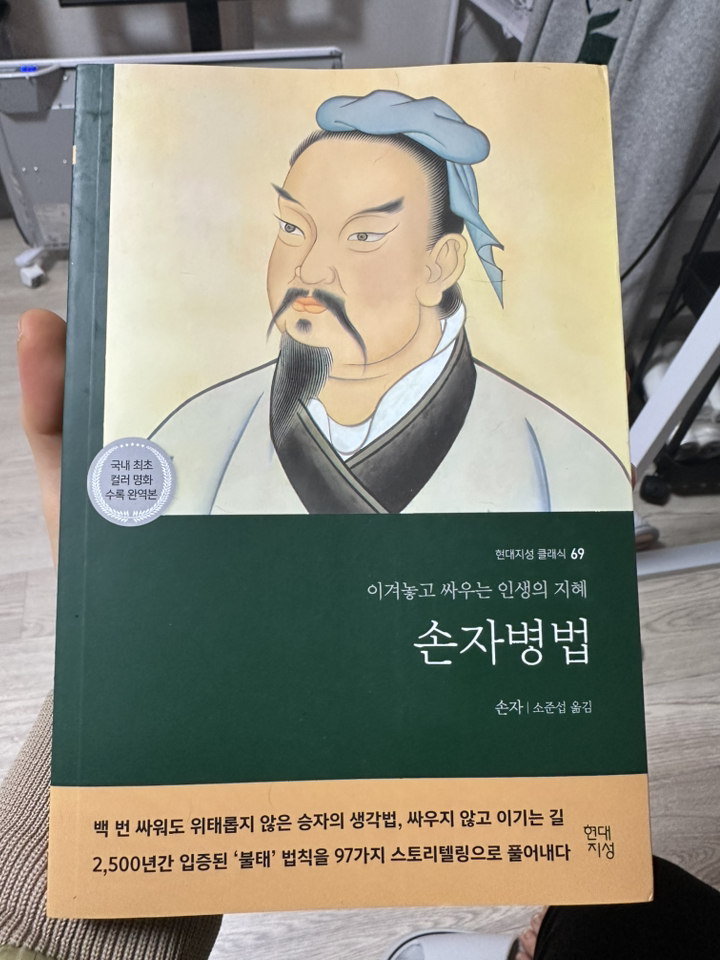 국내 최초
컬러 명화
수록 완역본
현대지성 클래식 69
이겨놓고 싸우는 인생의 지혜
손자병법
손자 | 소준섭 옮김
백 번 싸워도 위태롭지 않은 승자의 생각법, 싸우지 않고 이기는 길
2,500년간 입증된 ‘불태’ 법칙을 97가지 스토리텔링으로 풀어내다
현대
지성